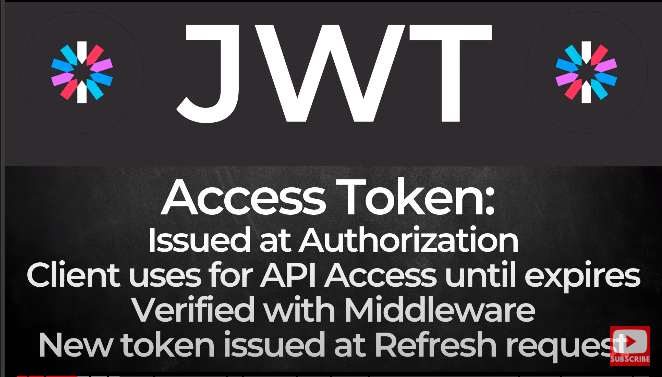 JWT
Access Token:
Issued at Authorization
Client uses for API Access until expires
Verified with Middleware
New token issued at Refresh request
SUBSCRIBE